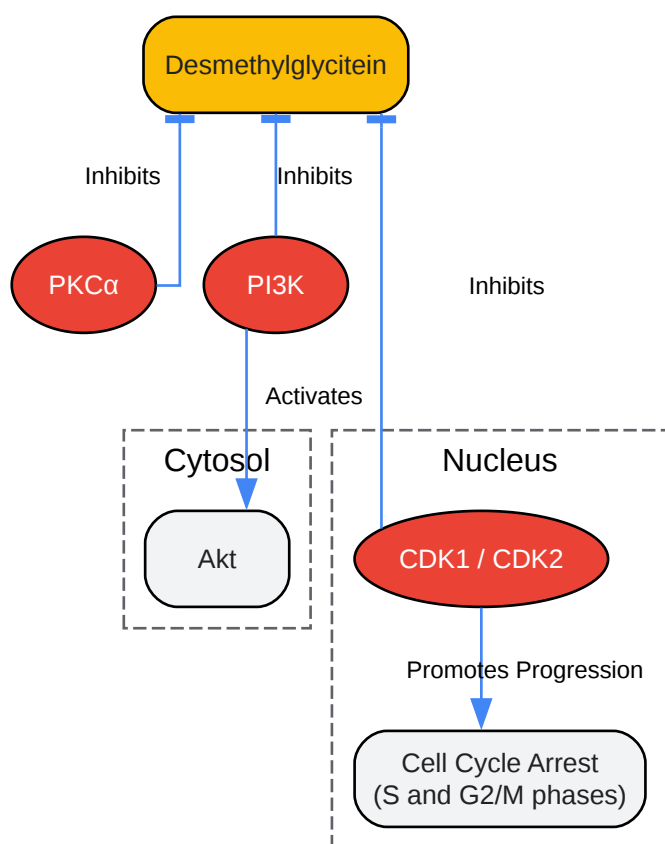 Desmethylglycitein
Inhibits
Inhibits
PKCα
PI3K
Inhibits
Activates
Cytosol
Nucleus
Akt
CDK1 / CDK2
Promotes Progression
Cell Cycle Arrest
(S and G2/M phases)